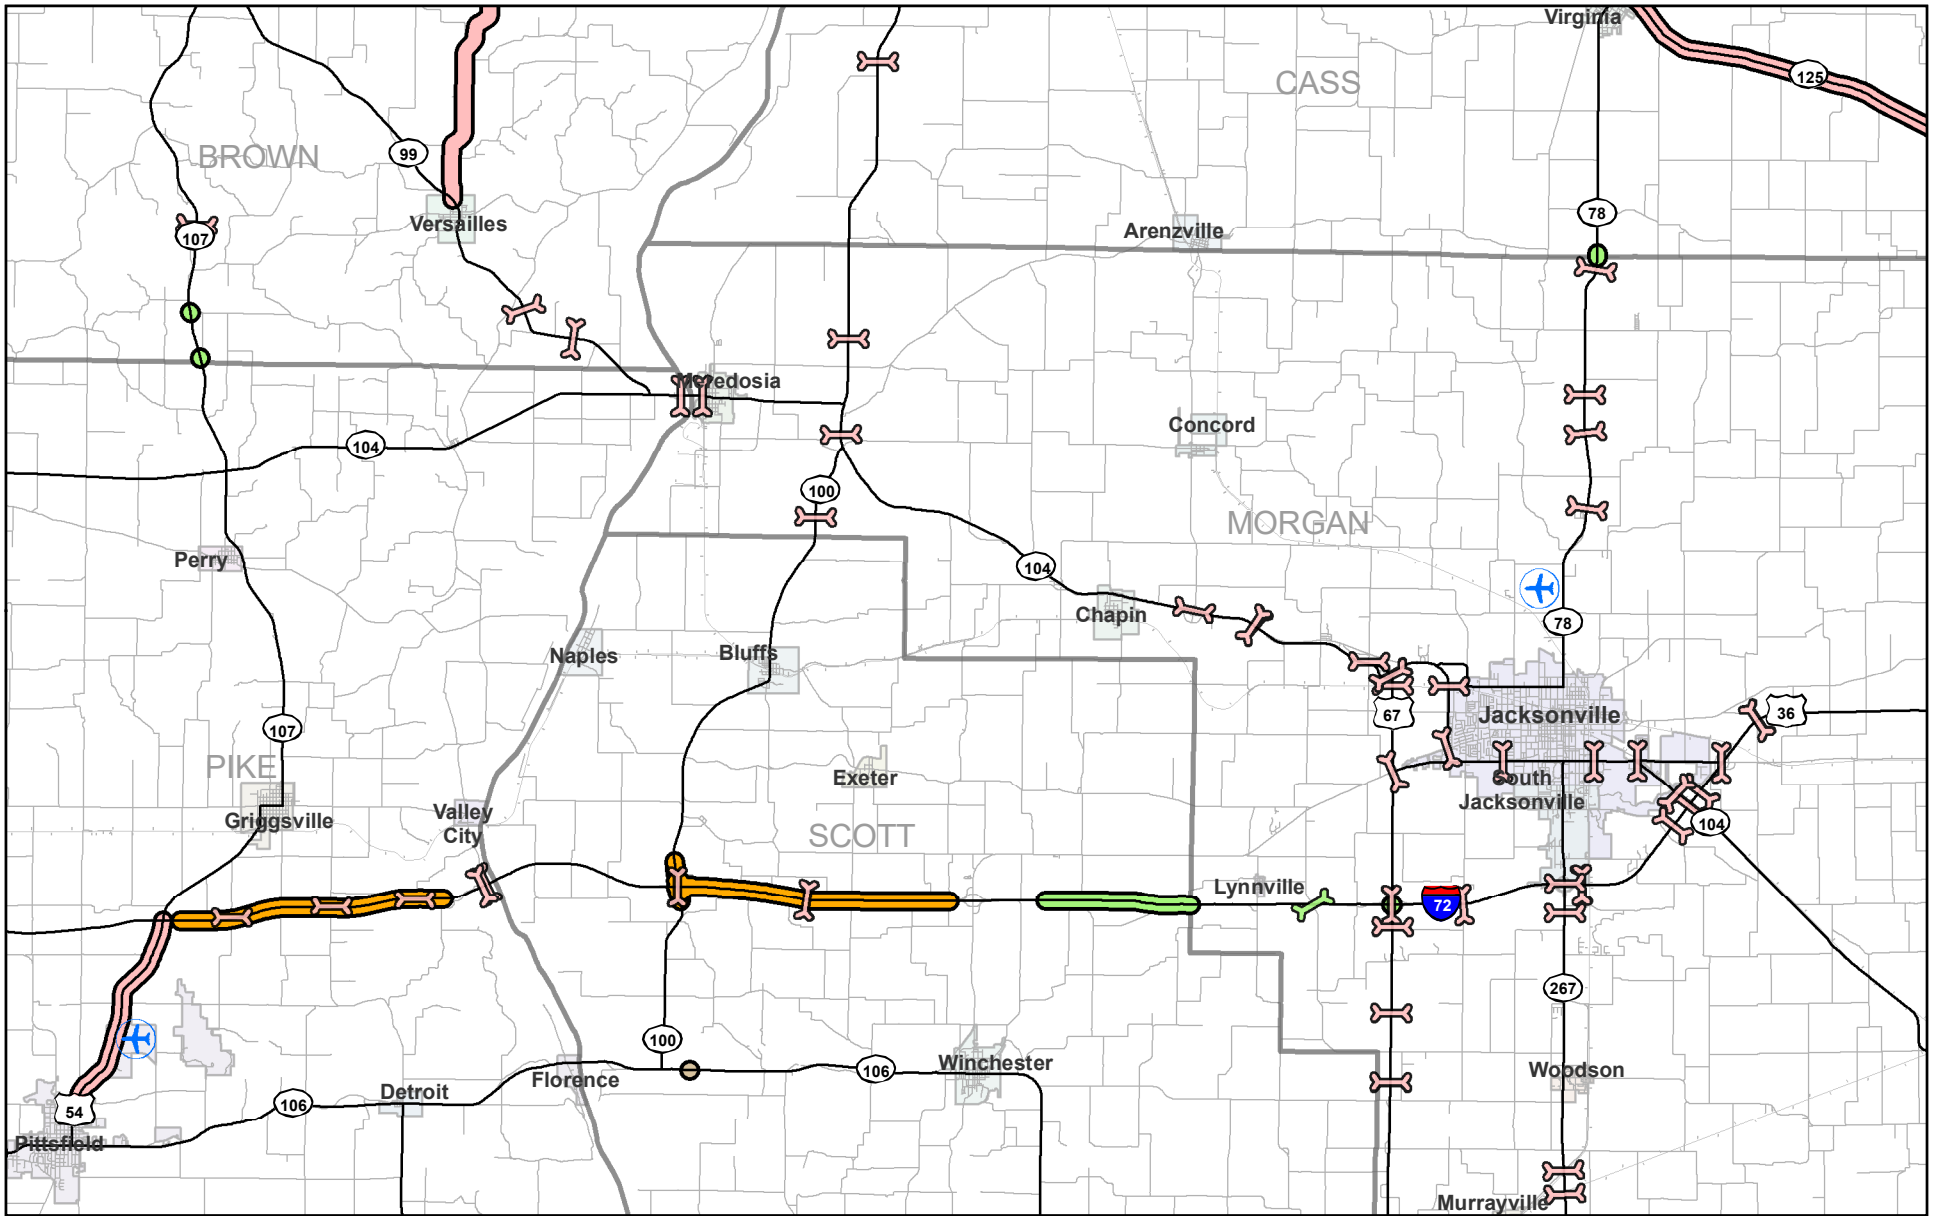 Virginia
125
CASS
99
BROWN
78
107
Versailles
Arenzville
Meredosia
Concord
104
100
MORGAN
Perry
104
Chapin
78
Naples
Bluffs
67
Jacksonville
36
107
PIKE
Exeter
South
Jacksonville
Valley
City
Griggsville
SCOTT
104
Lynnville
72
267
100
Winchester
106
Woodson
Florence
Detroit
106
54
Pittsfield
Murrayville